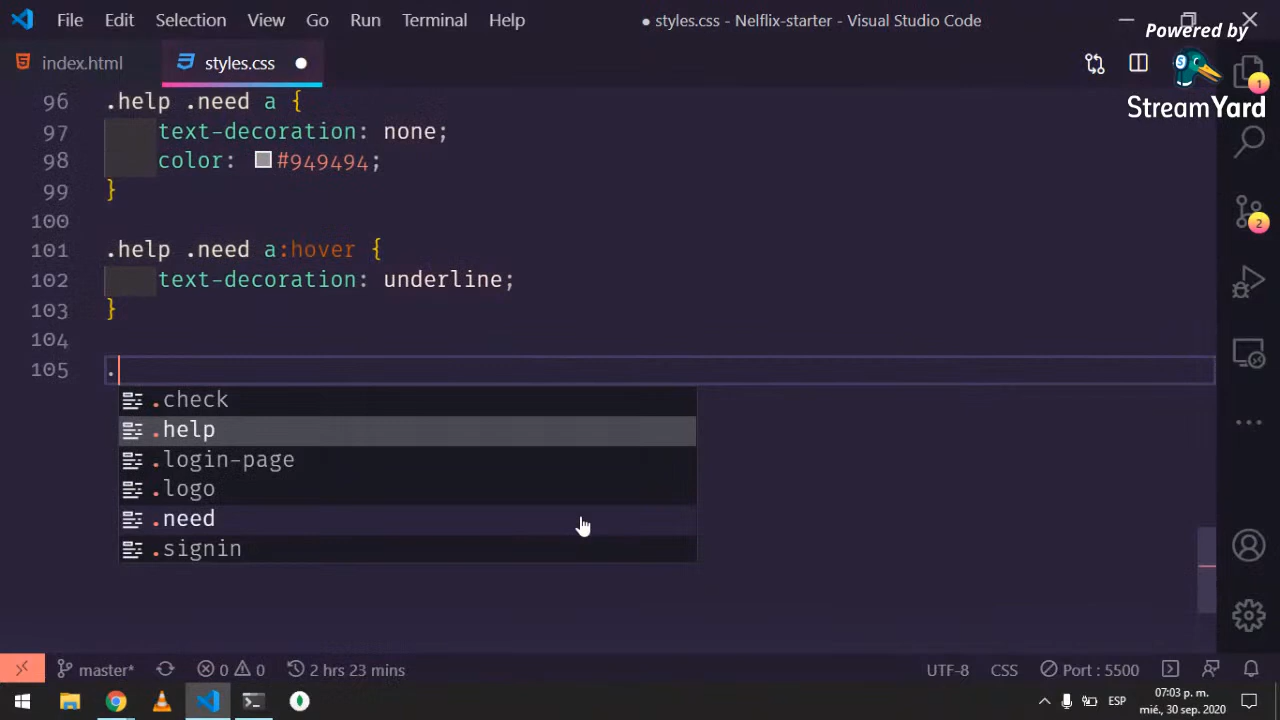 File Edit Selection View Go Run Terminal Help ● styles.css - Nelflix-starter - Visual Studio Code
Powered by
StreamYard
index.html styles.css
96 .help .need a {
97 text-decoration: none;
98 color: #949494;
99 }
100
101 .help .need a:hover {
102 text-decoration: underline;
103 }
104
105 .
.check
.help
.login-page
.logo
.need
.signin
1
2
master* 0 0 2 hrs 23 mins UTF-8 CSS Port : 5500
ESP 07:03 p. m.
mié., 30 sep. 2020